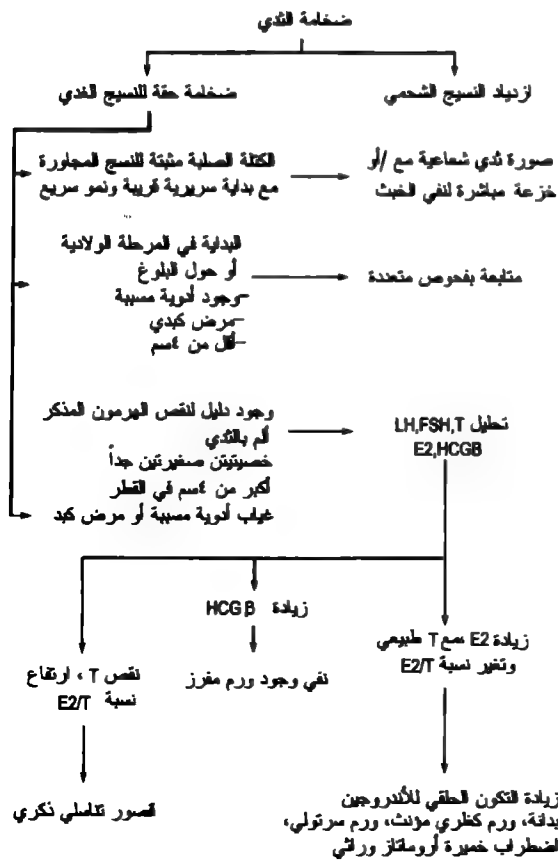 ضخامة الثدي
ازدياد النسيج الشحمي
ضخامة حقة للنسيج الغدي
الكتلة الصلبة مثبتة للنسج المجاورة
مع بداية سريرية قريبة ونمو سريع
صورة ثدي شعاعية مع /أو
خزعة مباشرة لنفي الخبث
البداية في المرحلة الولادية
أو حول البلوغ
-وجود أدوية مسببة
-مرض كبدي
-أقل من ٤سم
متابعة بفحوص متعددة
وجود دليل لنقص الهرمون المذكر
ألم بالثدي
خصيتيتن صغيرتين جداً
أكبر من ٤سم في القطر
غياب أدوية مسببة أو مرض كبد
تحليل LH,FSH,T
E2,HCGB
زيادة E2 ،مع T طبيعي
وتغير نسبة E2/T
زيادة HCG β
نقص T ، ارتفاع
نسبة E2/T
زيادة التكون الحلقي للأندروجين
بدانة، ورم كظري مؤنث، ورم سرتولي،
اضطراب خميرة أروماتاز وراثي
نفي وجود ورم مفرز
قصور تناسلي ذكري